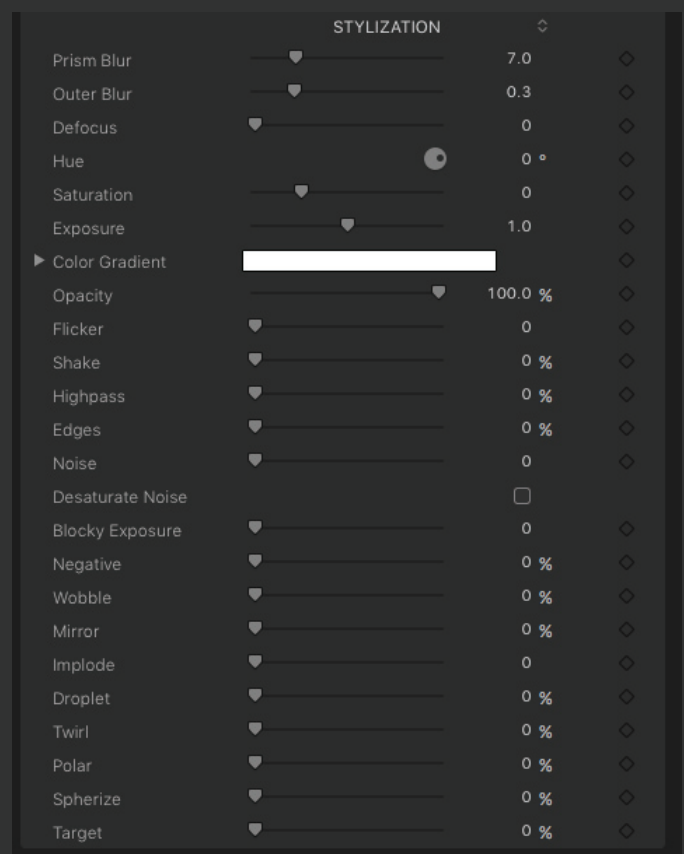 STYLIZATION
Prism Blur 7.0
Outer Blur 0.3
Defocus 0
Hue 0 °
Saturation 0
Exposure 1.0
Color Gradient
Opacity 100.0 %
Flicker 0
Shake 0 %
Highpass 0 %
Edges 0 %
Noise 0
Desaturate Noise
Blocky Exposure 0
Negative 0 %
Wobble 0 %
Mirror 0 %
Implode 0
Droplet 0 %
Twirl 0 %
Polar 0 %
Spherize 0 %
Target 0 %